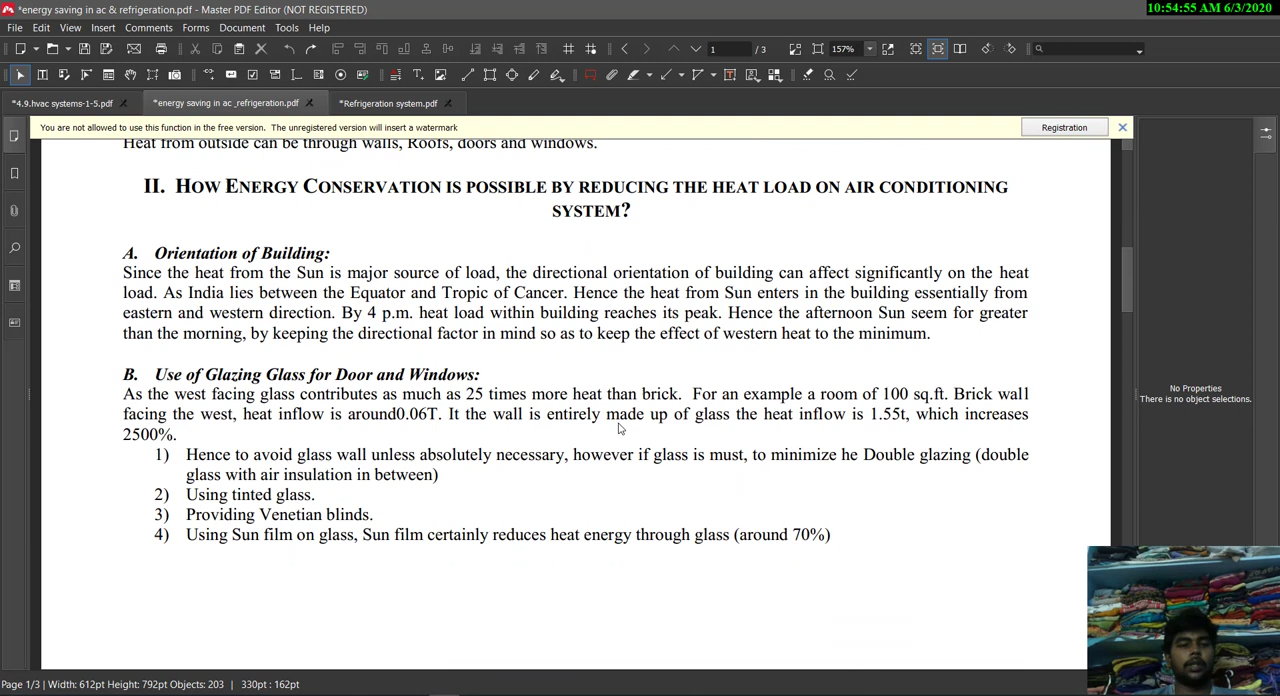 *energy saving in ac & refrigeration.pdf - Master PDF Editor (NOT REGISTERED)
10:54:55 AM 6/3/2020
File Edit View Insert Comments Forms Document Tools Help
1 / 3 157%
*4.9.hvac systems-1-5.pdf *energy saving in ac _refrigeration.pdf *Refrigeration system.pdf
You are not allowed to use this function in the free version. The unregistered version will insert a watermark
Registration
Heat from outside can be through walls, Roofs, doors and windows.
II. HOW ENERGY CONSERVATION IS POSSIBLE BY REDUCING THE HEAT LOAD ON AIR CONDITIONING
SYSTEM?
A. Orientation of Building:
Since the heat from the Sun is major source of load, the directional orientation of building can affect significantly on the heat
load. As India lies between the Equator and Tropic of Cancer. Hence the heat from Sun enters in the building essentially from
eastern and western direction. By 4 p.m. heat load within building reaches its peak. Hence the afternoon Sun seem for greater
than the morning, by keeping the directional factor in mind so as to keep the effect of western heat to the minimum.
B. Use of Glazing Glass for Door and Windows:
As the west facing glass contributes as much as 25 times more heat than brick. For an example a room of 100 sq.ft. Brick wall
facing the west, heat inflow is around0.06T. It the wall is entirely made up of glass the heat inflow is 1.55t, which increases
2500%.
1) Hence to avoid glass wall unless absolutely necessary, however if glass is must, to minimize he Double glazing (double
glass with air insulation in between)
2) Using tinted glass.
3) Providing Venetian blinds.
4) Using Sun film on glass, Sun film certainly reduces heat energy through glass (around 70%)
No Properties
There is no object selections.
Page 1/3 | Width: 612pt Height: 792pt Objects: 203 | 330pt : 162pt